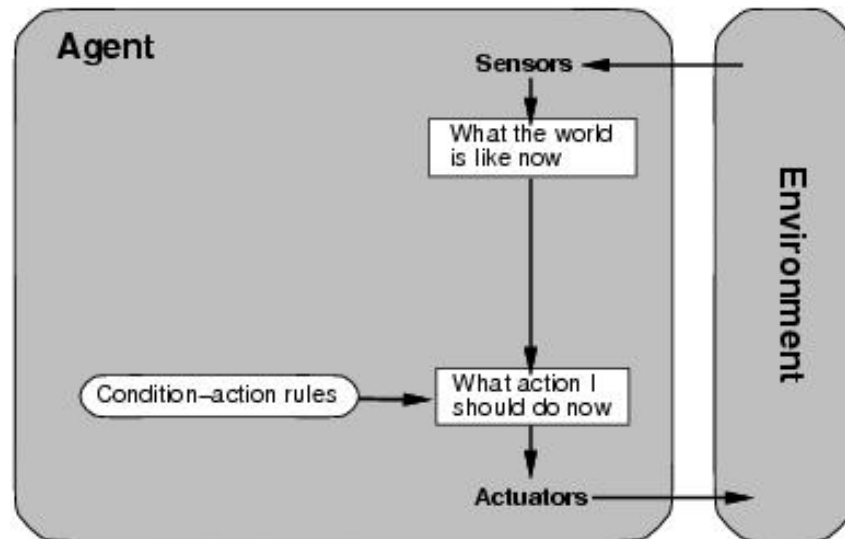 Agent
Sensors
What the world
is like now
Environment
Condition–action rules
What action I
should do now
Actuators